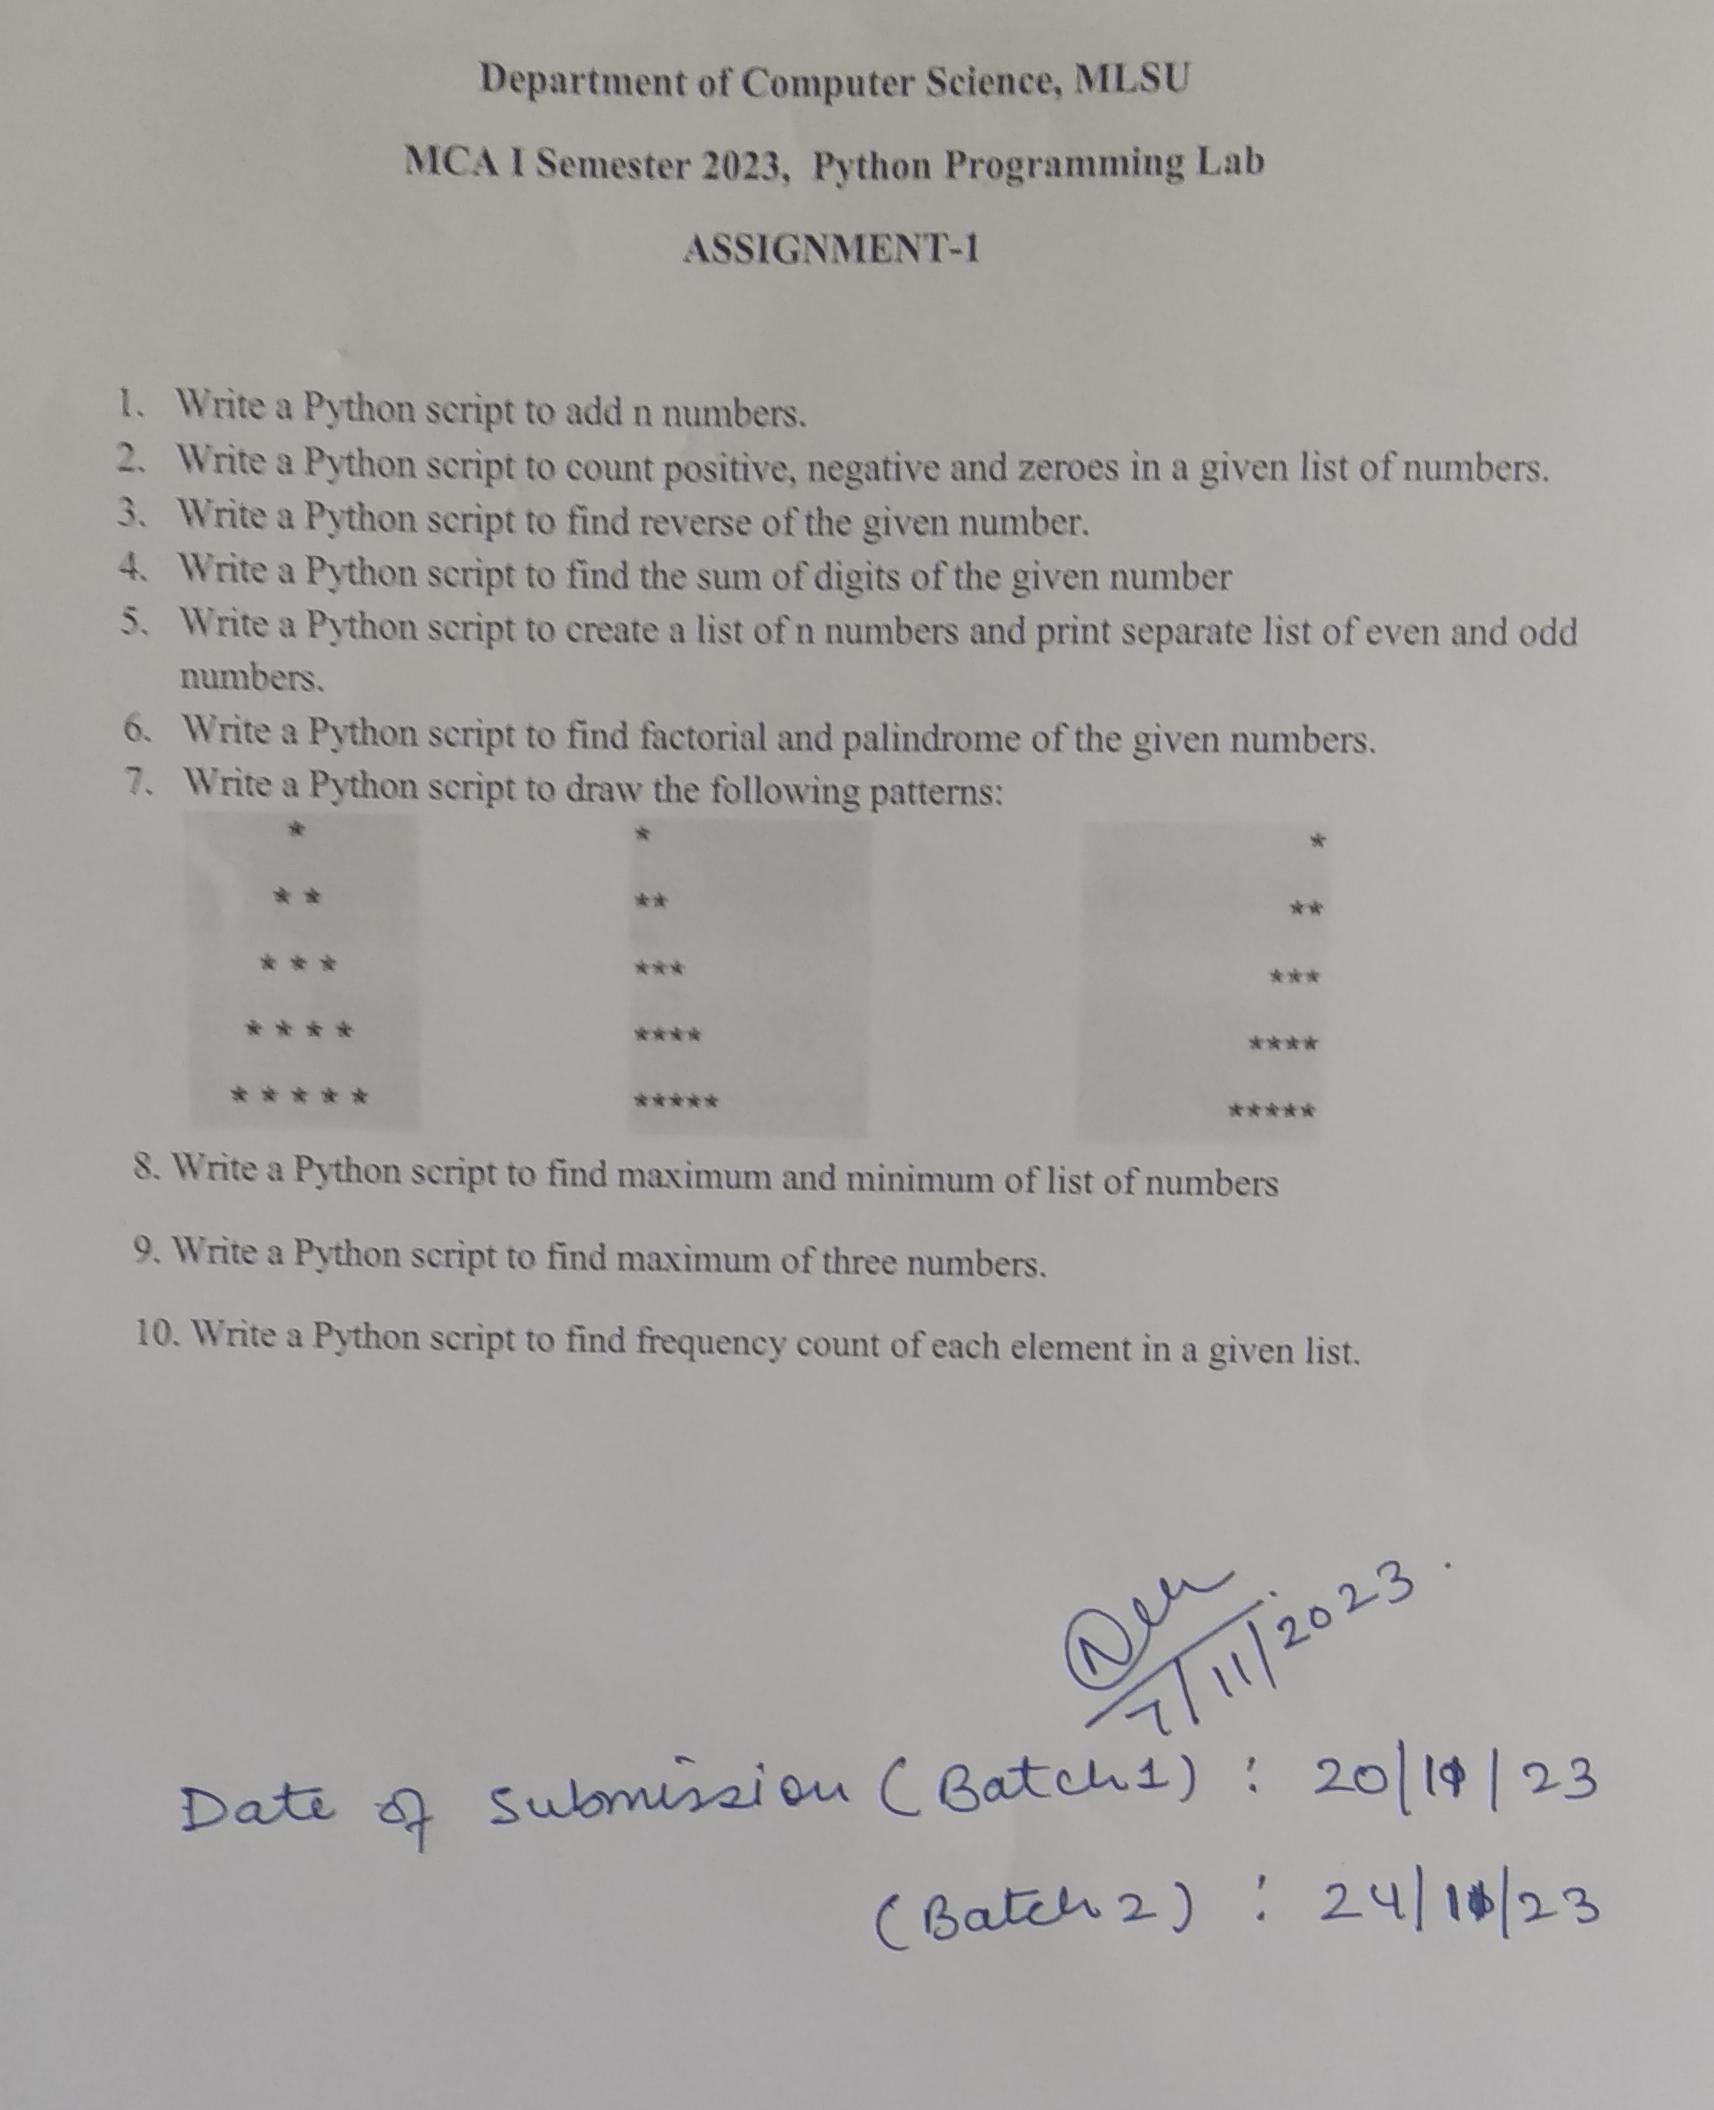 Department of Computer Science, MLSU
MCA I Semester 2023, Python Programming Lab
ASSIGNMENT-1
1. Write a Python script to add n numbers.
2. Write a Python script to count positive, negative and zeroes in a given list of numbers.
3. Write a Python script to find reverse of the given number.
4. Write a Python script to find the sum of digits of the given number
5. Write a Python script to create a list of n numbers and print separate list of even and odd
numbers.
6. Write a Python script to find factorial and palindrome of the given numbers.
7. Write a Python script to draw the following patterns:
* * *
* * ** **
* * * *** ***
* * * * **** ****
* * * * * ***** *****
8. Write a Python script to find maximum and minimum of list of numbers
9. Write a Python script to find maximum of three numbers.
10. Write a Python script to find frequency count of each element in a given list.
7/11/2023.
Date of submission (Batch 1) : 20/11/23
(Batch 2) : 24/11/23